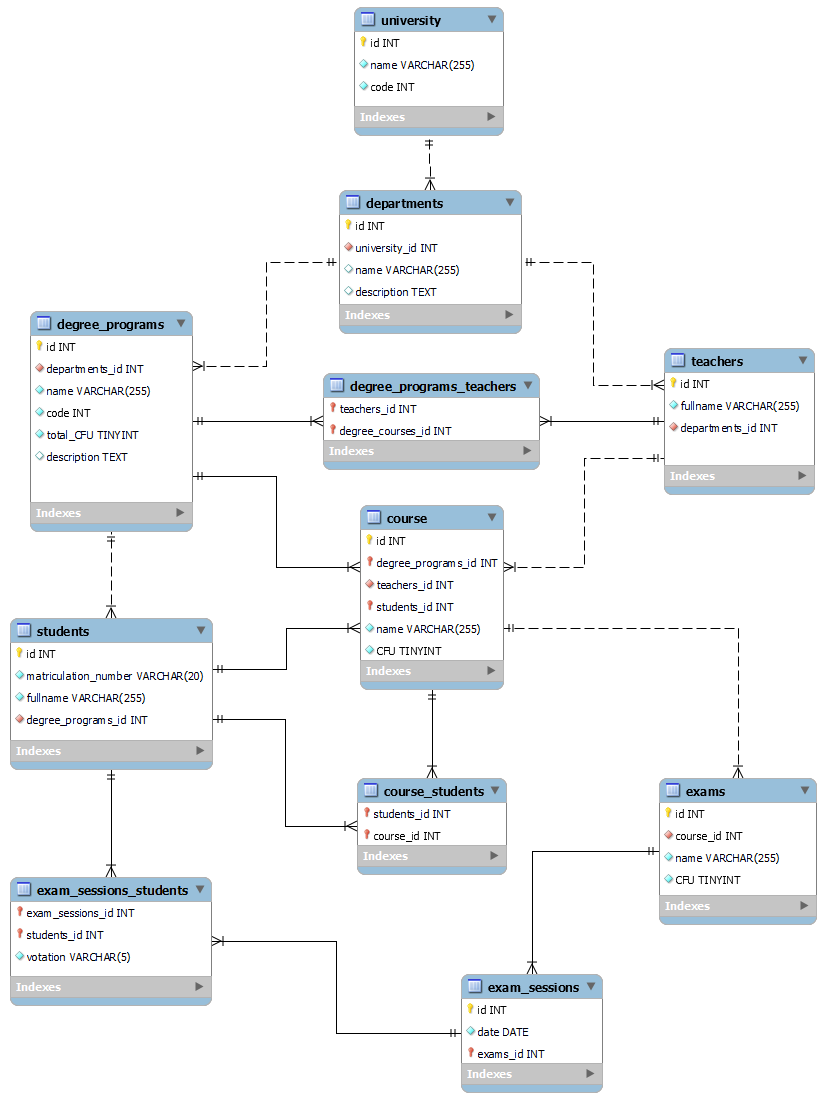 university
id INT
name VARCHAR(255)
code INT
Indexes
departments
id INT
university_id INT
name VARCHAR(255)
description TEXT
Indexes
degree_programs
id INT
departments_id INT
name VARCHAR(255)
code INT
total_CFU TINYINT
description TEXT
Indexes
degree_programs_teachers
teachers_id INT
degree_courses_id INT
Indexes
teachers
id INT
fullname VARCHAR(255)
departments_id INT
Indexes
course
id INT
degree_programs_id INT
teachers_id INT
students_id INT
name VARCHAR(255)
CFU TINYINT
Indexes
students
id INT
matriculation_number VARCHAR(20)
fullname VARCHAR(255)
degree_programs_id INT
Indexes
course_students
students_id INT
course_id INT
Indexes
exams
id INT
course_id INT
name VARCHAR(255)
CFU TINYINT
Indexes
exam_sessions_students
exam_sessions_id INT
students_id INT
votation VARCHAR(5)
Indexes
exam_sessions
id INT
date DATE
exams_id INT
Indexes